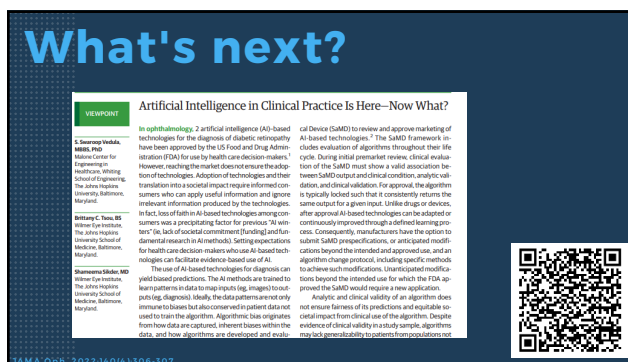 What's next?
Artificial Intelligence in Clinical Practice Is Here—Now What?
VIEWPOINT
S. Swaroop Vedula,
MBBS, PhD
Malone Center for
Engineering in
Healthcare, Whiting
School of Engineering,
The Johns Hopkins
University, Baltimore,
Maryland.
Brittany C. Tsou, BS
Wilmer Eye Institute,
The Johns Hopkins
University School of
Medicine, Baltimore,
Maryland.
Shameema Sikder, MD
Wilmer Eye Institute,
The Johns Hopkins
University School of
Medicine, Baltimore,
Maryland.
In ophthalmology, 2 artificial intelligence (AI)–based
technologies for the diagnosis of diabetic retinopathy
have been approved by the US Food and Drug Admin-
istration (FDA) for use by health care decision-makers.1
However, reaching the market does not ensure the adop-
tion of technologies. Adoption of technologies and their
translation into a societal impact require informed con-
sumers who can apply useful information and ignore
irrelevant information produced by the technologies.
In fact, loss of faith in AI-based technologies among con-
sumers was a precipitating factor for previous "AI win-
ters" (ie, lack of societal commitment [funding] and fun-
damental research in AI methods). Setting expectations
for health care decision-makers who use AI-based tech-
nologies can facilitate evidence-based use of AI.
The use of AI-based technologies for diagnosis can
yield biased predictions. The AI methods are trained to
learn patterns in data to map inputs (eg, images) to out-
puts (eg, diagnosis). Ideally, the data patterns are not only
immune to biases but also conserved in patient data not
used to train the algorithm. Algorithmic bias originates
from how data are captured, inherent biases within the
data, and how algorithms are developed and evalu-
cal Device (SaMD) to review and approve marketing of
AI-based technologies.2 The SaMD framework in-
cludes evaluation of algorithms throughout their life
cycle. During initial premarket review, clinical evalua-
tion of the SaMD must show a valid association be-
tween SaMD output and clinical condition, analytic vali-
dation, and clinical validation. For approval, the algorithm
is typically locked such that it consistently returns the
same output for a given input. Unlike drugs or devices,
after approval AI-based technologies can be adapted or
continuously improved through a defined learning pro-
cess. Consequently, manufacturers have the option to
submit SaMD prespecifications, or anticipated modifi-
cations beyond the intended and approved use, and an
algorithm change protocol, including specific methods
to achieve such modifications. Unanticipated modifica-
tions beyond the intended use for which the FDA ap-
proved the SaMD would require a new application.
Analytic and clinical validity of an algorithm does
not ensure fairness of its predictions and equitable so-
cietal impact from clinical use of the algorithm. Despite
evidence of clinical validity in a study sample, algorithms
may lack generalizability to patients from populations not
JAMA Oph. 2022;140(4):306-307